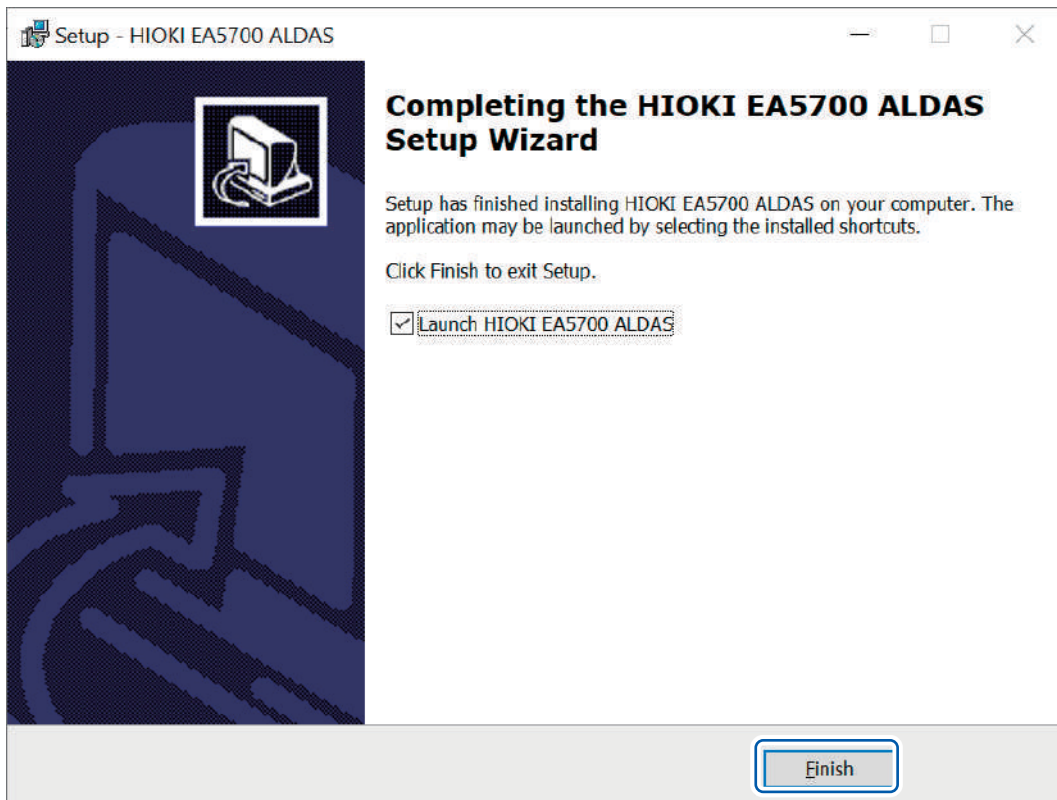 Setup - HIOKI EA5700 ALDAS
Completing the HIOKI EA5700 ALDAS
Setup Wizard
Setup has finished installing HIOKI EA5700 ALDAS on your computer. The
application may be launched by selecting the installed shortcuts.
Click Finish to exit Setup.
Launch HIOKI EA5700 ALDAS
Finish